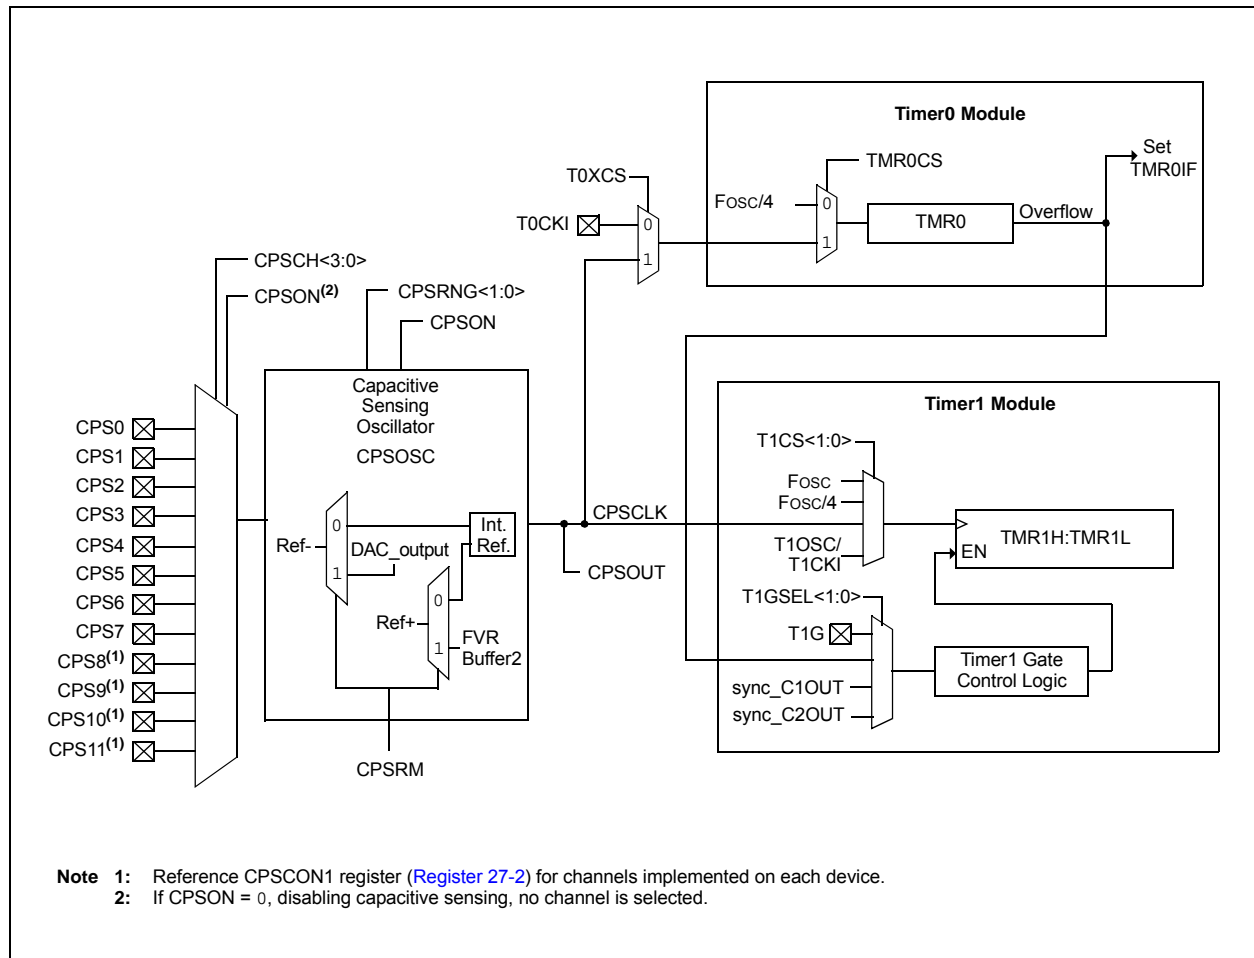 Timer0 Module
Set
TMR0IF
TMR0CS
T0XCS
FOSC/4
0
1
TMR0
Overflow
T0CKI
0
1
CPSCH<3:0>
CPSON(2)
CPSRNG<1:0>
CPSON
Capacitive
Sensing
Oscillator
CPSOSC
Timer1 Module
CPS0
CPS1
CPS2
CPS3
CPS4
CPS5
CPS6
CPS7
CPS8(1)
CPS9(1)
CPS10(1)
CPS11(1)
0
1
Ref-
DAC_output
Int.
Ref.
0
1
Ref+
FVR
Buffer2
CPSRM
CPSCLK
CPSOUT
T1CS<1:0>
FOSC
FOSC/4
T1OSC/
T1CKI
EN
TMR1H:TMR1L
T1GSEL<1:0>
T1G
sync_C1OUT
sync_C2OUT
Timer1 Gate
Control Logic
Note 1: Reference CPSCON1 register (Register 27-2) for channels implemented on each device.
2: If CPSON = 0, disabling capacitive sensing, no channel is selected.